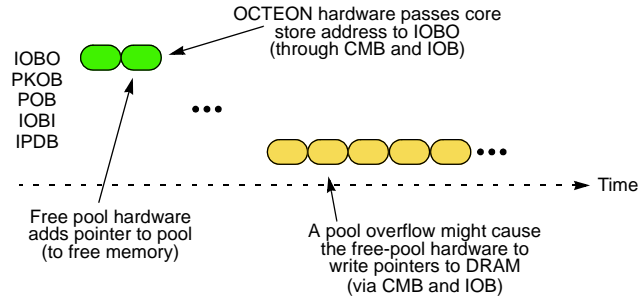 OCTEON hardware passes core
store address to IOBO
(through CMB and IOB)
IOBO
PKOB
POB
IOBI
IPDB
Time
Free pool hardware
adds pointer to pool
(to free memory)
A pool overflow might cause
the free-pool hardware to
write pointers to DRAM
(via CMB and IOB)